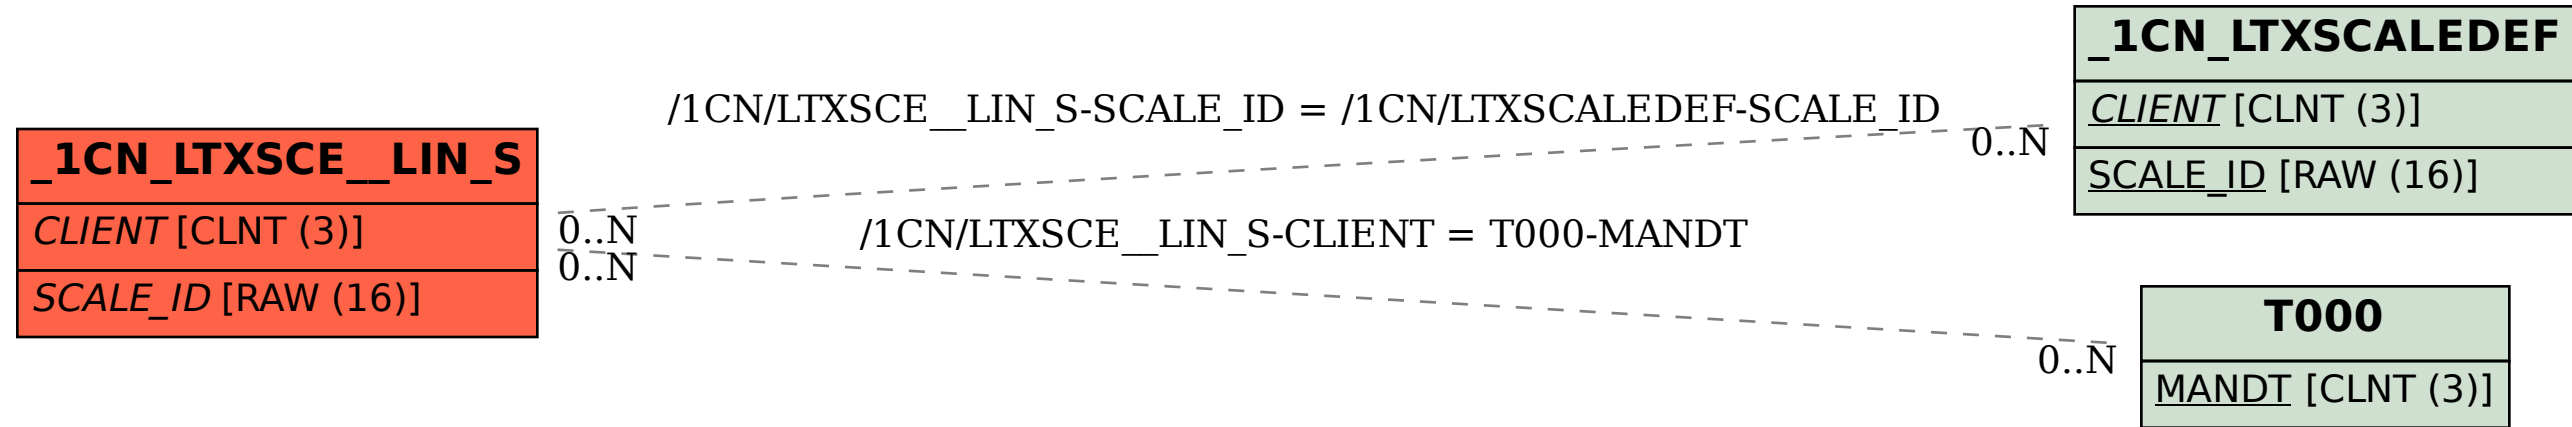 _1CN_LTXSCE__LIN_S
CLIENT [CLNT (3)]
SCALE_ID [RAW (16)]
/1CN/LTXSCE__LIN_S-SCALE_ID = /1CN/LTXSCALEDEF-SCALE_ID
0..N
0..N
/1CN/LTXSCE__LIN_S-CLIENT = T000-MANDT
0..N
0..N
_1CN_LTXSCALEDEF
CLIENT [CLNT (3)]
SCALE_ID [RAW (16)]
T000
MANDT [CLNT (3)]